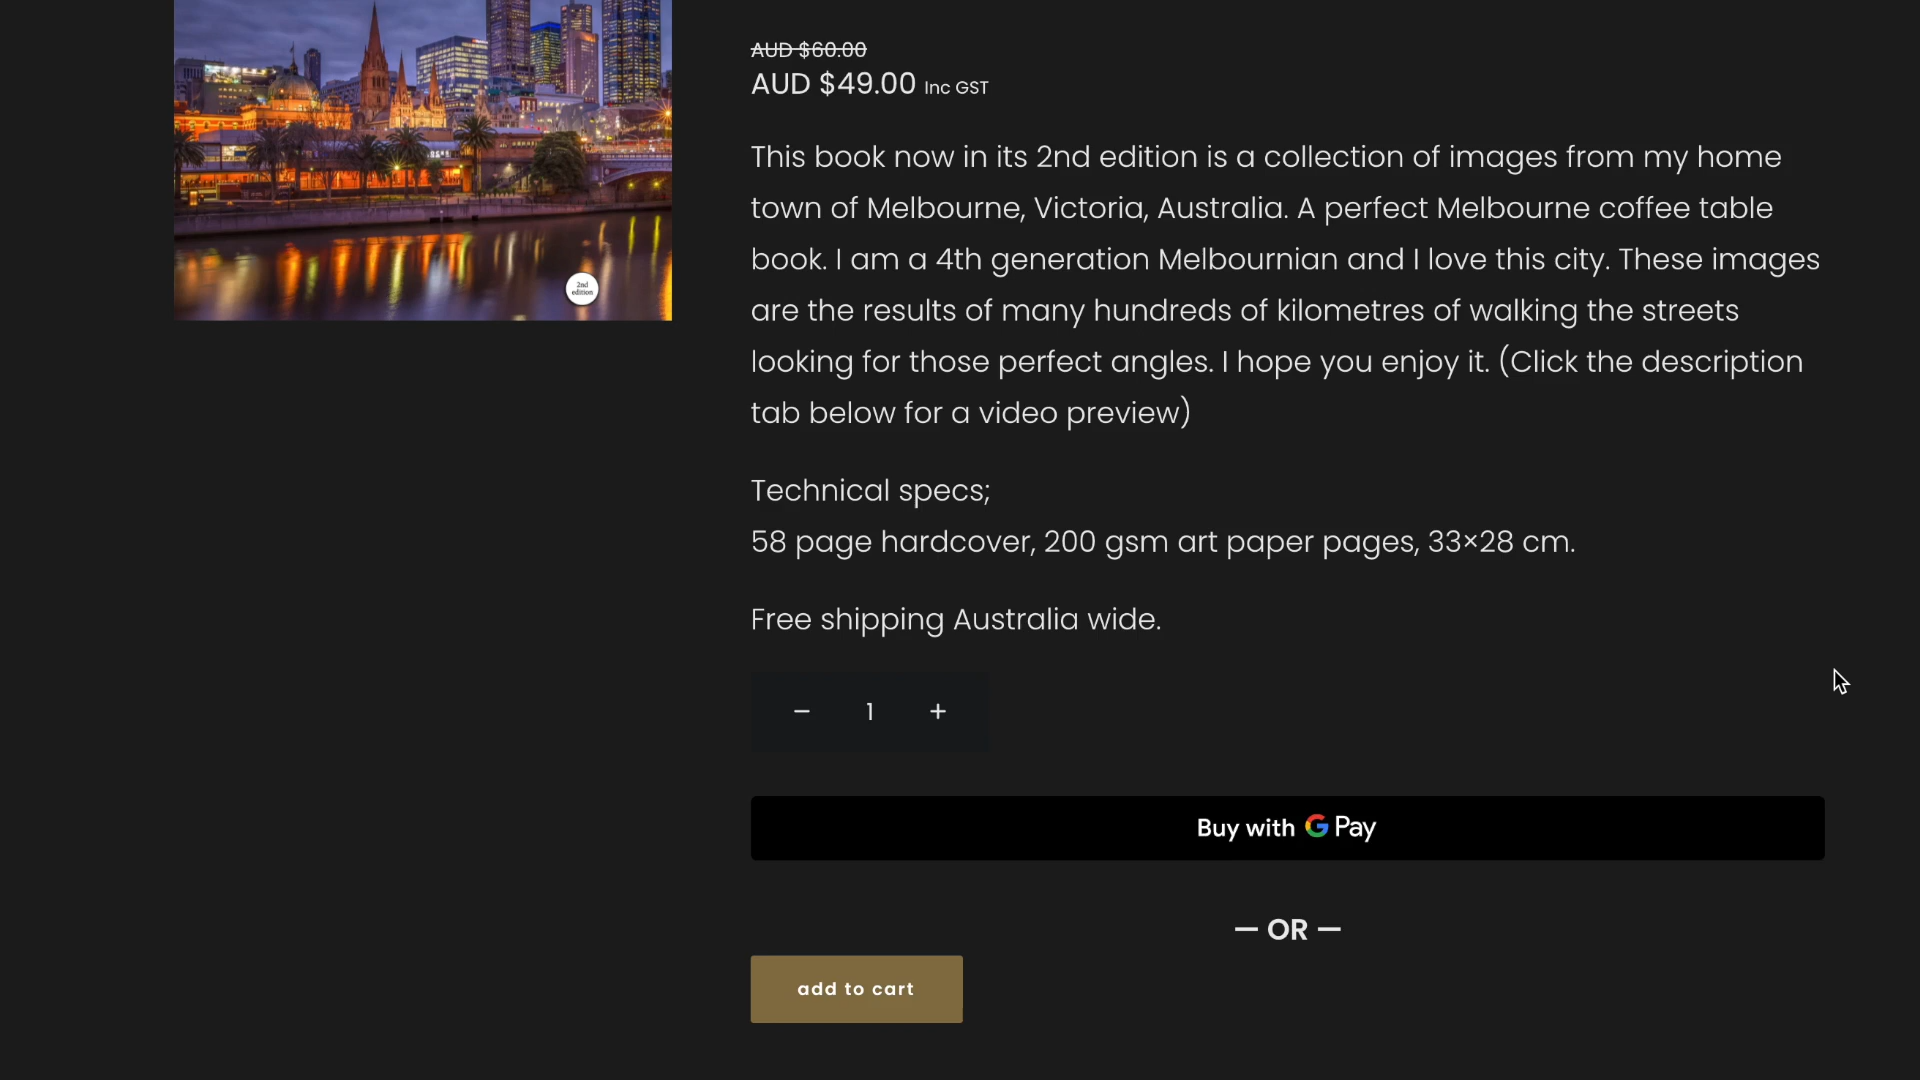 AUD $60.00
AUD $49.00 Inc GST
This book now in its 2nd edition is a collection of images from my home
town of Melbourne, Victoria, Australia. A perfect Melbourne coffee table
book. I am a 4th generation Melbournian and I love this city. These images
are the results of many hundreds of kilometres of walking the streets
looking for those perfect angles. I hope you enjoy it. (Click the description
tab below for a video preview)
2nd
edition
Technical specs;
58 page hardcover, 200 gsm art paper pages, 33×28 cm.
Free shipping Australia wide.
− 1 +
Buy with G Pay
— OR —
add to cart